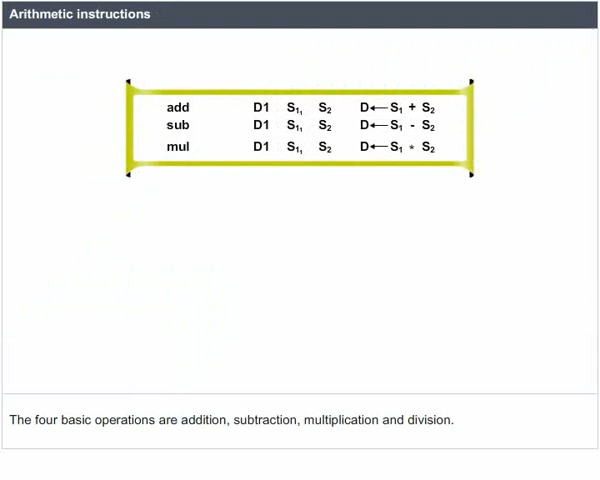 Arithmetic instructions
add D1 S₁, S₂ D←S₁ + S₂
sub D1 S₁, S₂ D←S₁ - S₂
mul D1 S₁, S₂ D←S₁ * S₂
The four basic operations are addition, subtraction, multiplication and division.